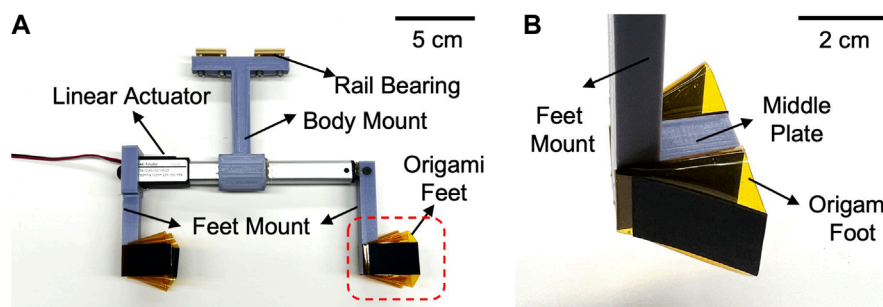 A
5 cm
Rail Bearing
Linear Actuator
Body Mount
Origami
Feet
Feet Mount
B
2 cm
Feet
Mount
Middle
Plate
Origami
Foot